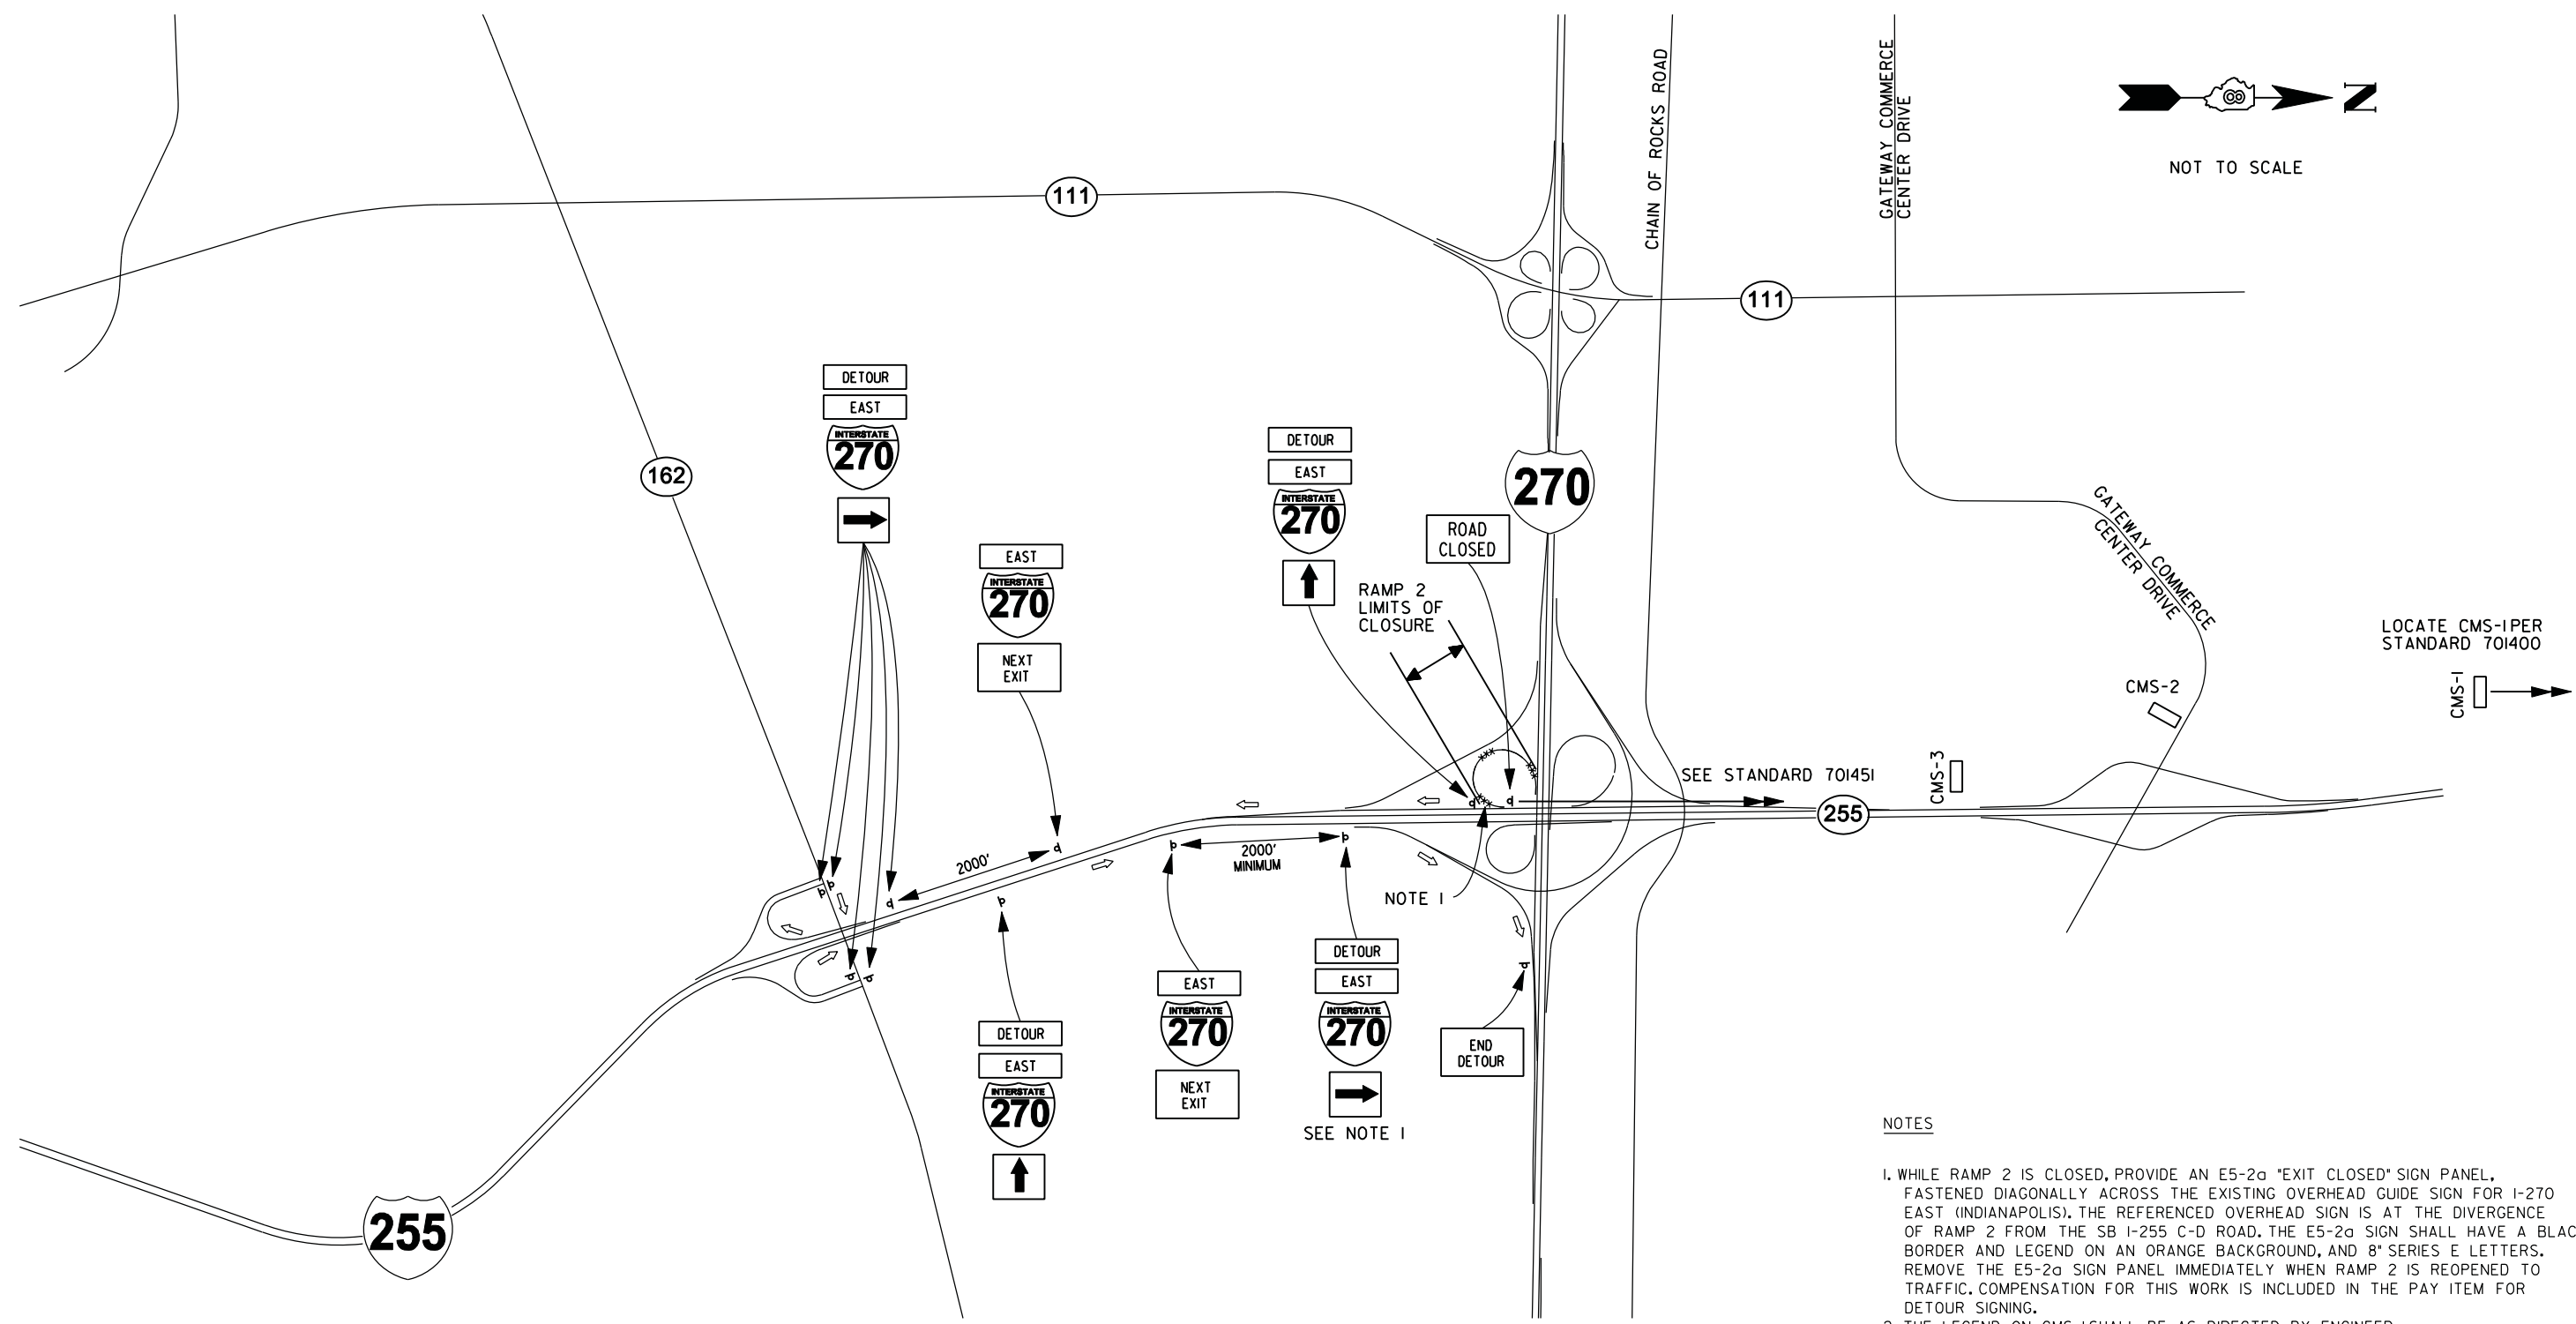 GATEWAY COMMERCE
CENTER DRIVE
CHAIN OF ROCKS ROAD
N
NOT TO SCALE
111
111
DETOUR
EAST
INTERSTATE
270
162
DETOUR
EAST
INTERSTATE
270
270
ROAD
CLOSED
EAST
INTERSTATE
270
NEXT
EXIT
RAMP 2
LIMITS OF
CLOSURE
GATEWAY COMMERCE
CENTER DRIVE
LOCATE CMS-1 PER
STANDARD 701400
CMS-2
CMS-1
CMS-3
SEE STANDARD 701451
255
2000'
2000'
MINIMUM
NOTE 1
DETOUR
EAST
INTERSTATE
270
EAST
INTERSTATE
270
NEXT
EXIT
DETOUR
EAST
INTERSTATE
270
SEE NOTE 1
END
DETOUR
255
NOTES
1. WHILE RAMP 2 IS CLOSED, PROVIDE AN E5-2a "EXIT CLOSED" SIGN PANEL,
FASTENED DIAGONALLY ACROSS THE EXISTING OVERHEAD GUIDE SIGN FOR I-270
EAST (INDIANAPOLIS). THE REFERENCED OVERHEAD SIGN IS AT THE DIVERGENCE
OF RAMP 2 FROM THE SB I-255 C-D ROAD. THE E5-2a SIGN SHALL HAVE A BLAC
BORDER AND LEGEND ON AN ORANGE BACKGROUND, AND 8" SERIES E LETTERS.
REMOVE THE E5-2a SIGN PANEL IMMEDIATELY WHEN RAMP 2 IS REOPENED TO
TRAFFIC. COMPENSATION FOR THIS WORK IS INCLUDED IN THE PAY ITEM FOR
DETOUR SIGNING.